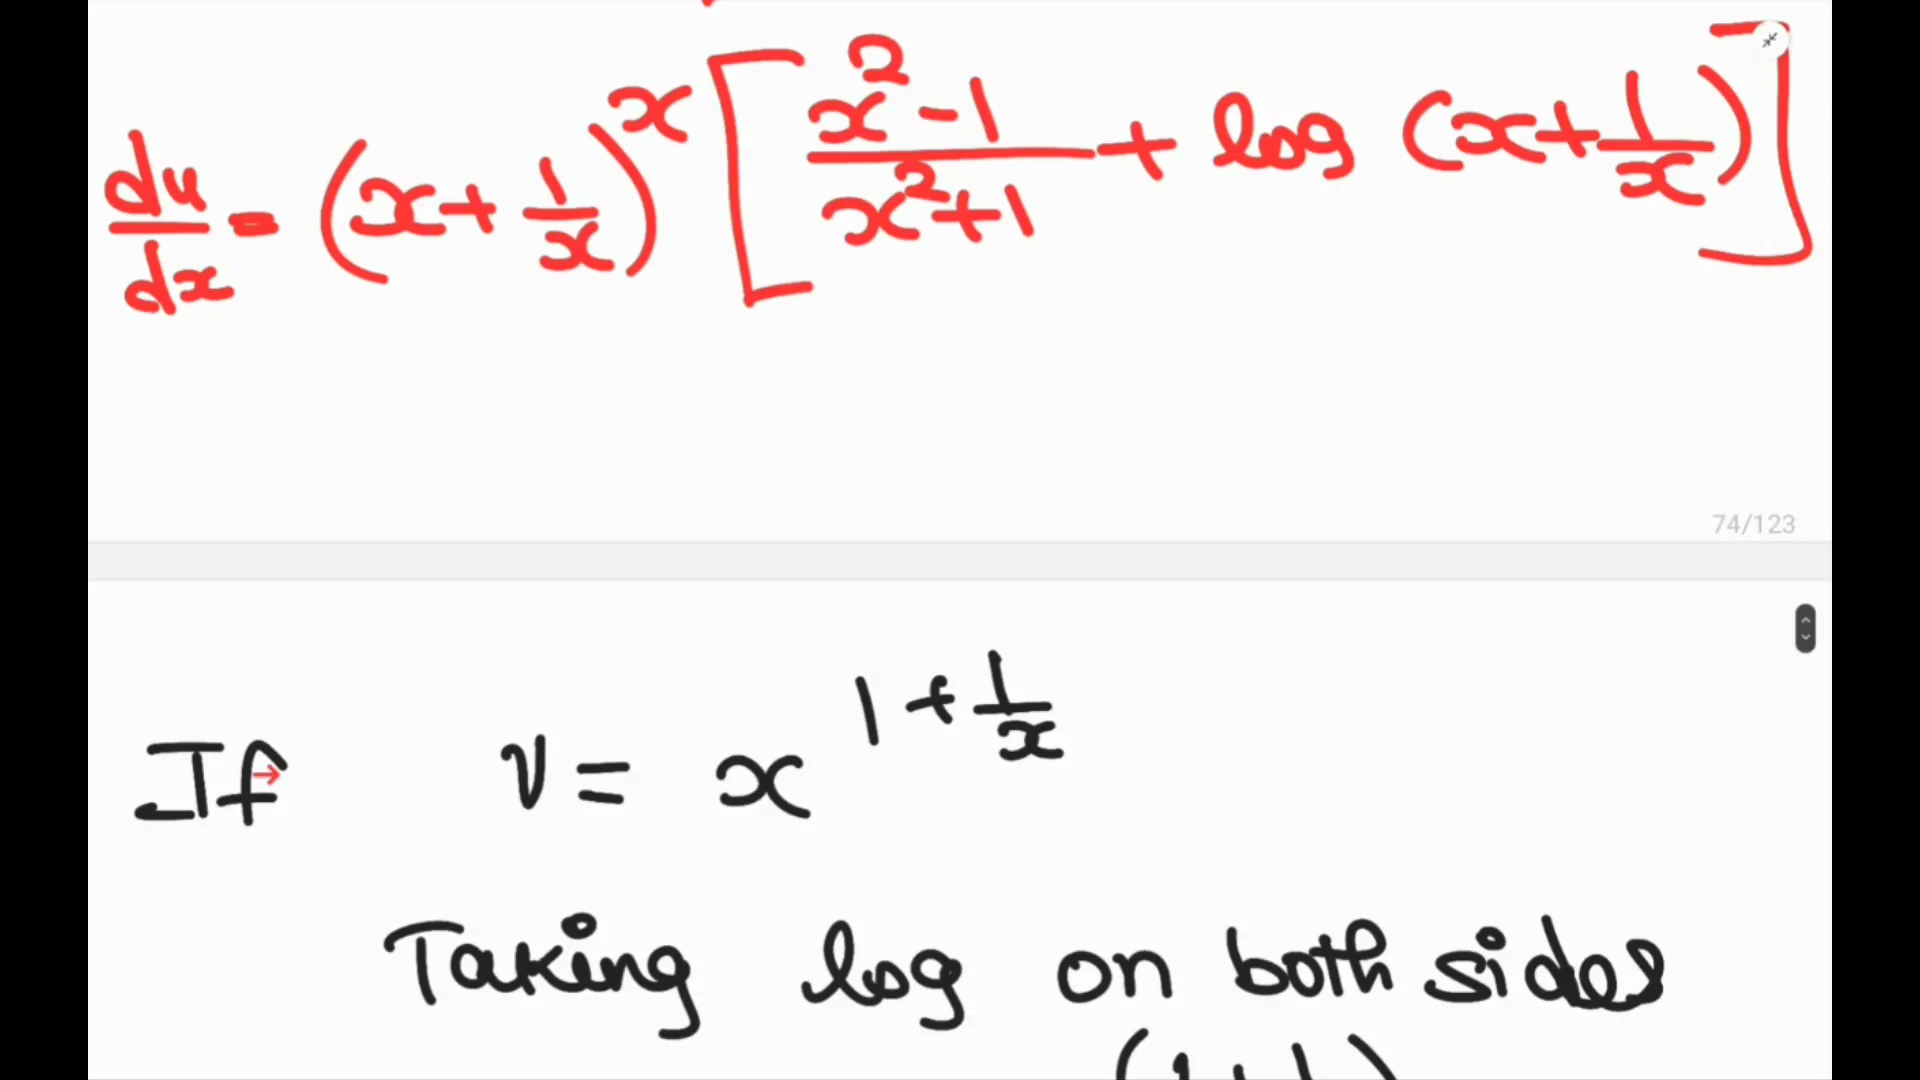 du/dx = (x + 1/x)^x [ x^2 - 1 / x^2 + 1 + log (x + 1/x) ]
74/123
If v = x^{1 + 1/x}
Taking log on both sides